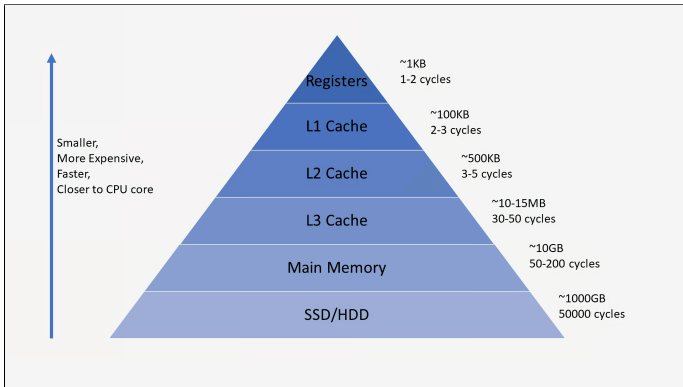 ~1KB
1-2 cycles
Registers
~100KB
2-3 cycles
L1 Cache
Smaller,
More Expensive,
Faster,
Closer to CPU core
~500KB
3-5 cycles
L2 Cache
~10-15MB
30-50 cycles
L3 Cache
~10GB
50-200 cycles
Main Memory
~1000GB
50000 cycles
SSD/HDD